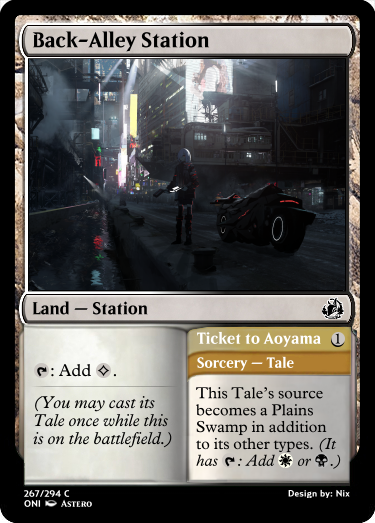 Back-Alley Station
Land — Station
: Add .
(You may cast its
Tale once while this
is on the battlefield.)
Ticket to Aoyama 1
Sorcery — Tale
This Tale's source
becomes a Plains
Swamp in addition
to its other types. (It
has : Add or .)
267/294 C
ONI Astero
Design by: Nix